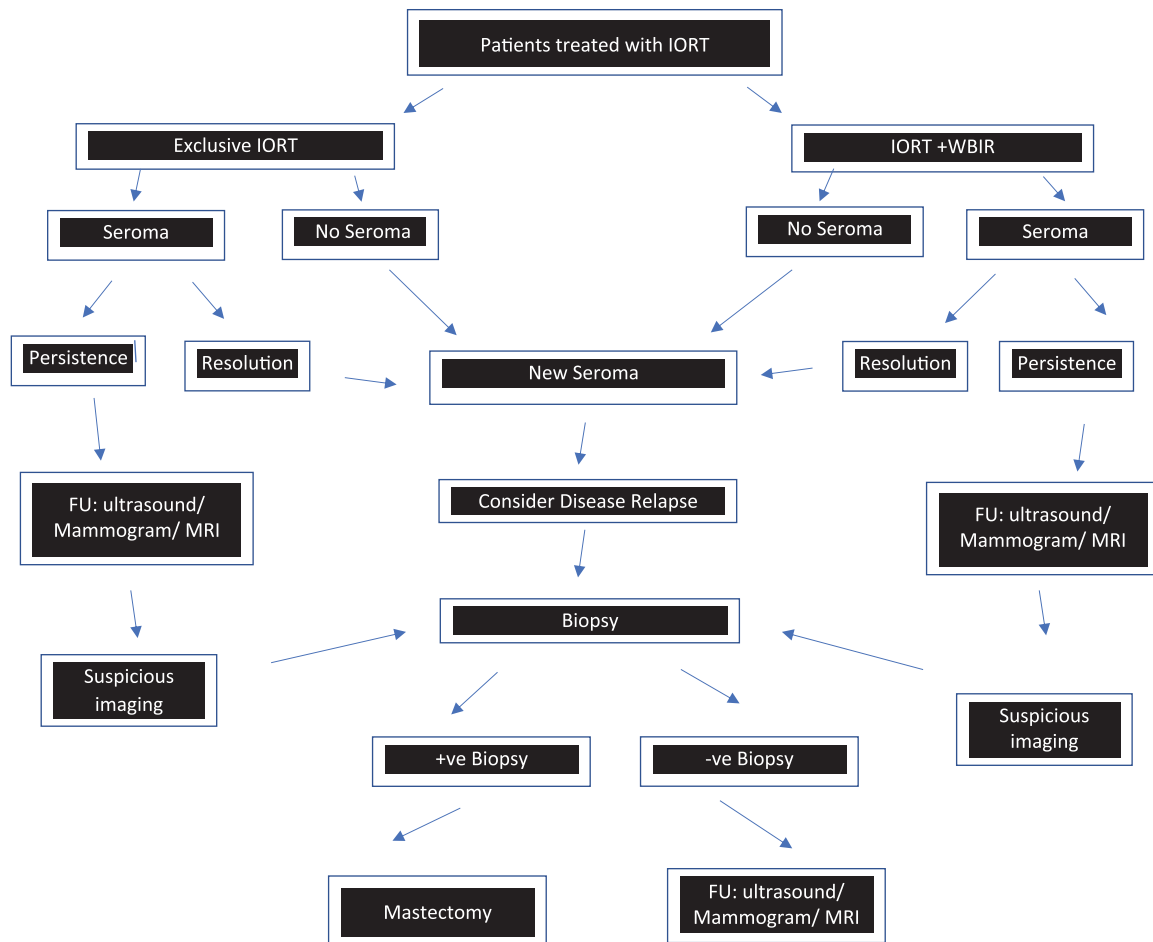 Patients treated with IORT
Exclusive IORT
IORT +WBIR
Seroma
No Seroma
No Seroma
Seroma
Persistence
Resolution
New Seroma
Resolution
Persistence
FU: ultrasound/
Mammogram/ MRI
Consider Disease Relapse
FU: ultrasound/
Mammogram/ MRI
Biopsy
Suspicious
imaging
Suspicious
imaging
+ve Biopsy
-ve Biopsy
Mastectomy
FU: ultrasound/
Mammogram/ MRI